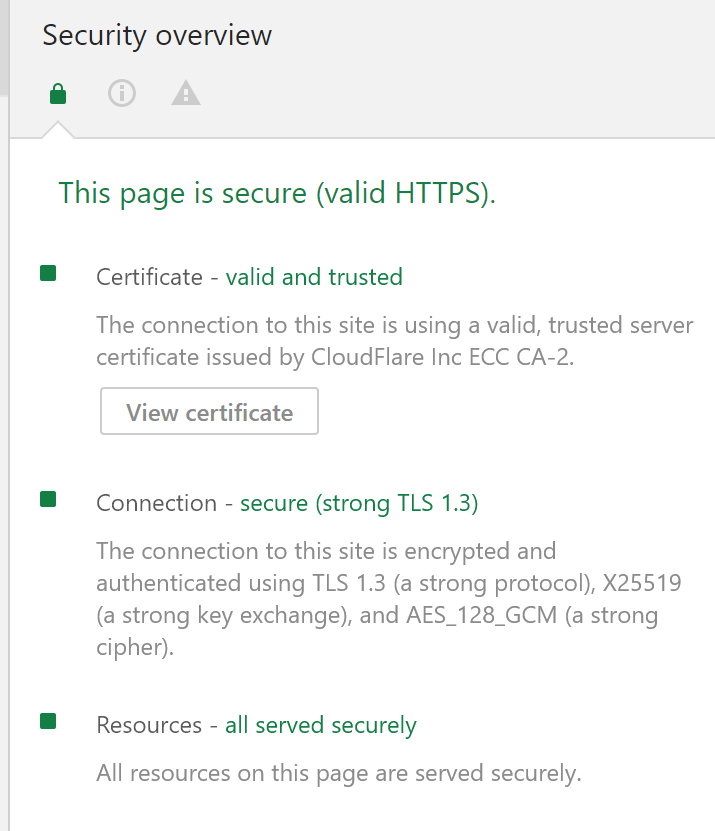 Security overview
This page is secure (valid HTTPS).
Certificate - valid and trusted
The connection to this site is using a valid, trusted server
certificate issued by CloudFlare Inc ECC CA-2.
View certificate
Connection - secure (strong TLS 1.3)
The connection to this site is encrypted and
authenticated using TLS 1.3 (a strong protocol), X25519
(a strong key exchange), and AES_128_GCM (a strong
cipher).
Resources - all served securely
All resources on this page are served securely.